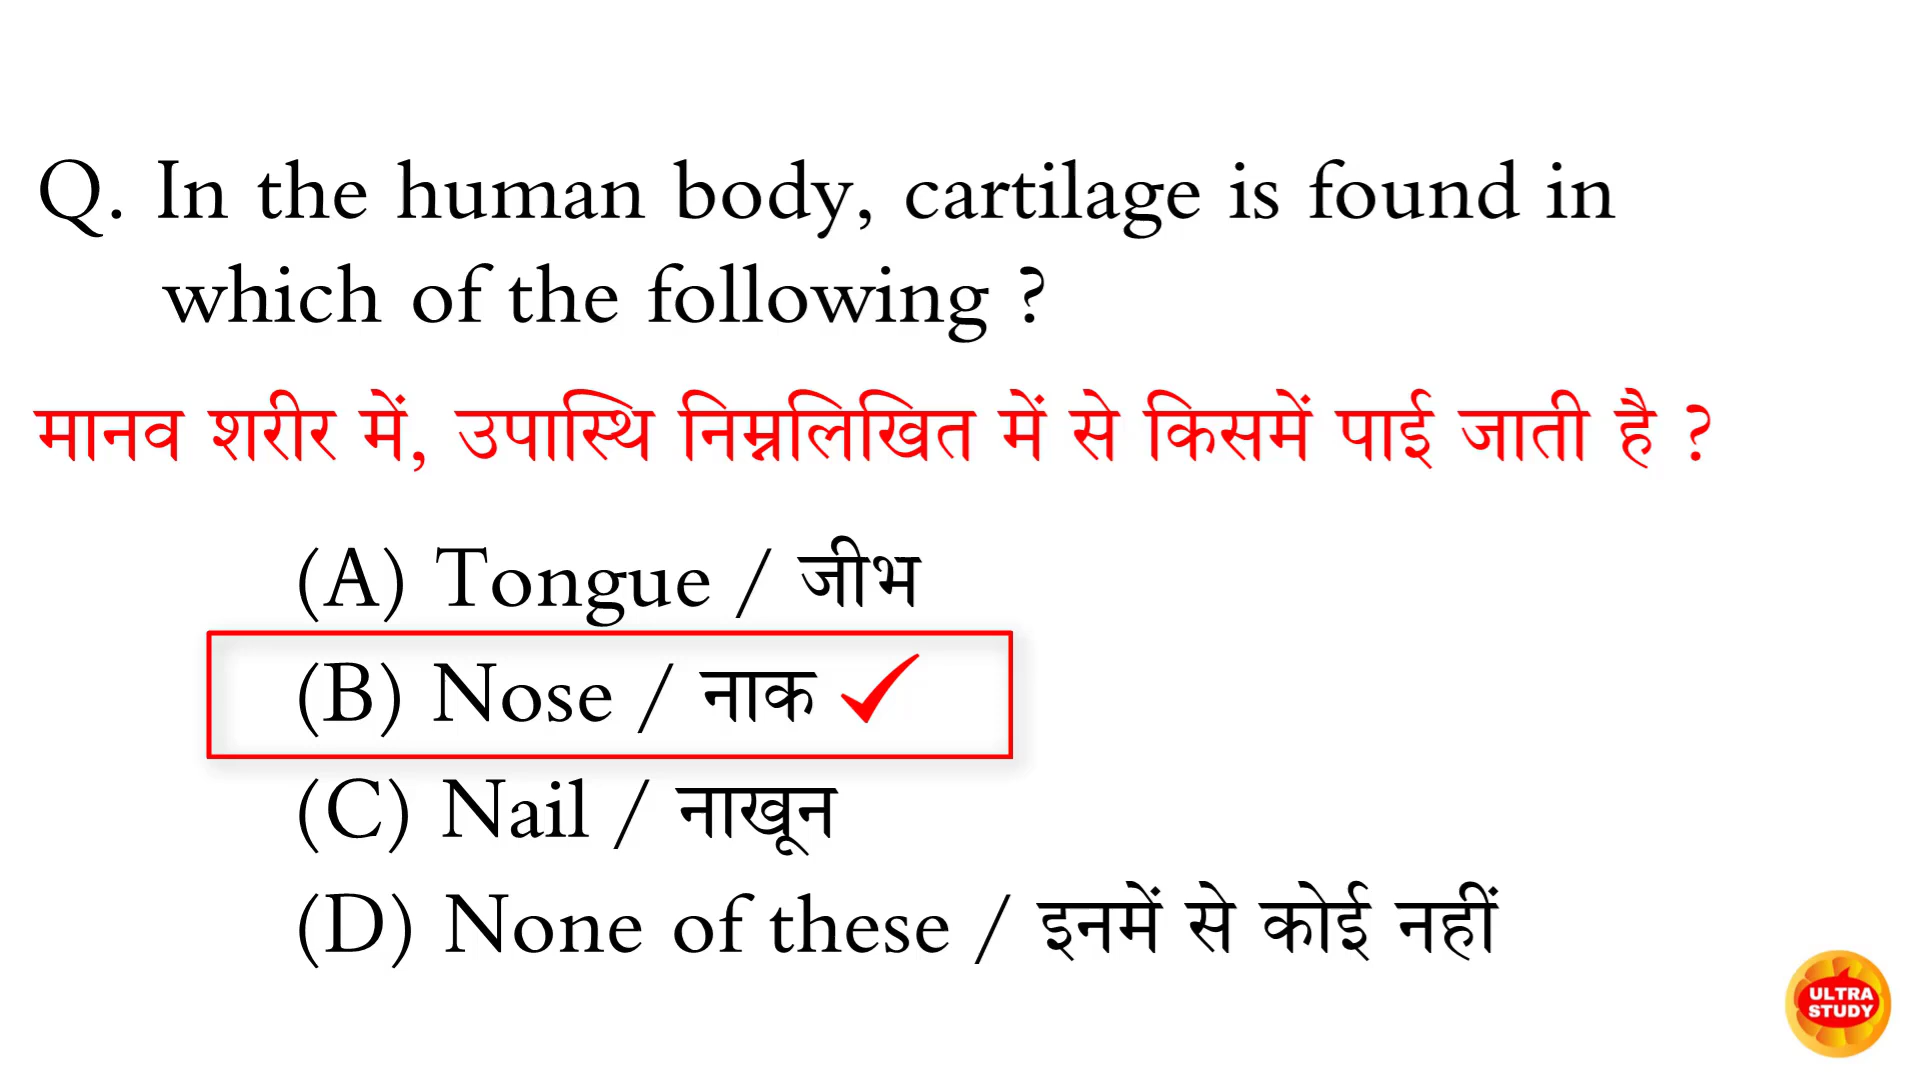 Q. In the human body, cartilage is found in
which of the following ?
मानव शरीर में, उपास्थि निम्नलिखित में से किसमें पाई जाती है ?
(A) Tongue / जीभ
(B) Nose / नाक
(C) Nail / नाखून
(D) None of these / इनमें से कोई नहीं
ULTRA
STUDY